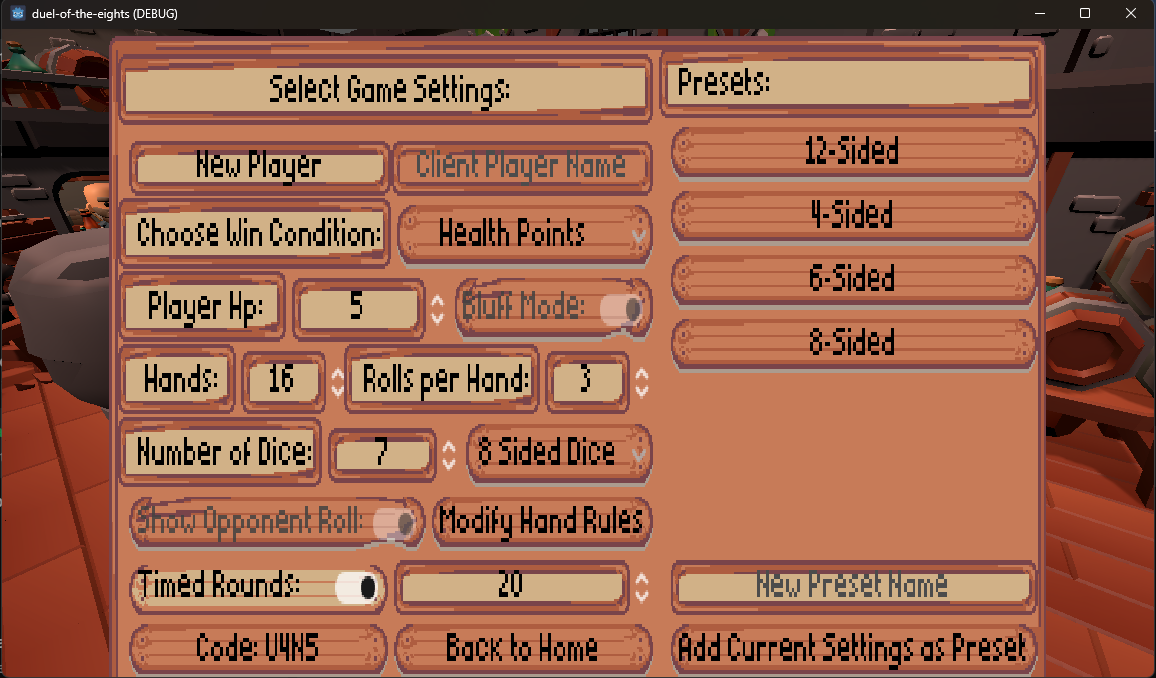 duel-of-the-eights (DEBUG)
Select Game Settings:
New Player
Client Player Name
Choose Win Condition:
Health Points
Player Hp:
5
Bluff Mode:
Hands:
16
Rolls per Hand:
3
Number of Dice:
7
8 Sided Dice
Show Opponent Roll:
Modify Hand Rules
Timed Rounds:
20
Code: U4N5
Back to Home
Presets:
12-Sided
4-Sided
6-Sided
8-Sided
New Preset Name
Add Current Settings as Preset